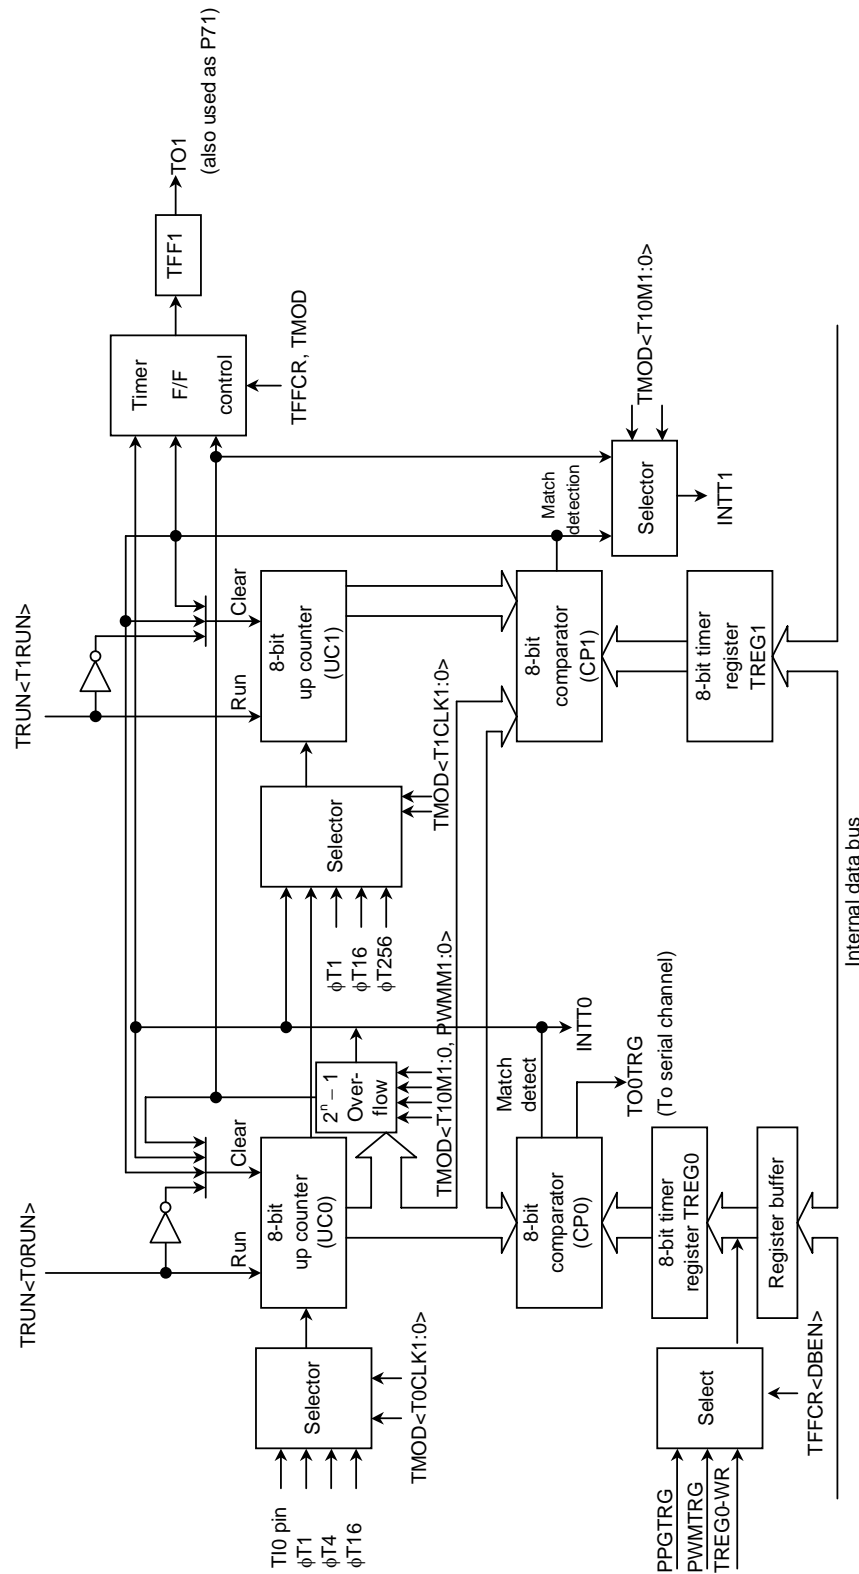 TRUN<T0RUN>
TRUN<T1RUN>
TO1
(also used as P71)
TFF1
Timer
F/F
control
TFFCR, TMOD
Run
Clear
Run
Clear
TI0 pin
ϕT1
ϕT4
ϕT16
Selector
TMOD<T0CLK1:0>
8-bit
up counter
(UC0)
2ⁿ − 1
Over-
flow
TMOD<T10M1:0, PWMM1:0>
ϕT1
ϕT16
ϕT256
Selector
TMOD<T1CLK1:0>
8-bit
up counter
(UC1)
Match
detect
INTT0
TO0TRG
(To serial channel)
8-bit
comparator
(CP0)
8-bit
comparator
(CP1)
Match
detection
Selector
TMOD<T10M1:0>
INTT1
PPGTRG
PWMTRG
TREG0-WR
Select
TFFCR<DBEN>
8-bit timer
register TREG0
Register buffer
8-bit timer
register
TREG1
Internal data bus